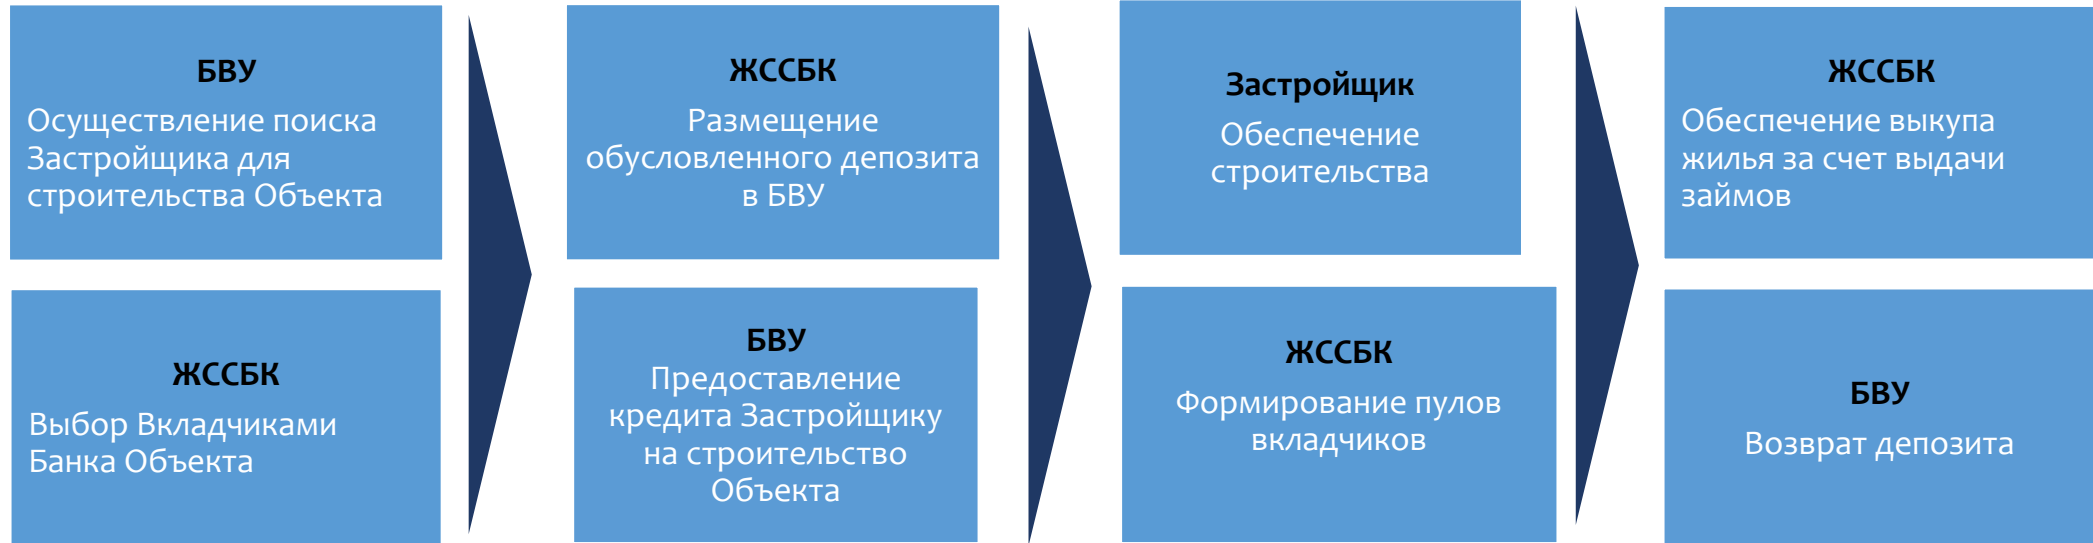 БВУ
Осуществление поиска
Застройщика для
строительства Объекта
ЖССБК
Выбор Вкладчиками
Банка Объекта
ЖССБК
Размещение
обусловленного депозита
в БВУ
БВУ
Предоставление
кредита Застройщику
на строительство
Объекта
Застройщик
Обеспечение
строительства
ЖССБК
Формирование пулов
вкладчиков
ЖССБК
Обеспечение выкупа
жилья за счет выдачи
займов
БВУ
Возврат депозита